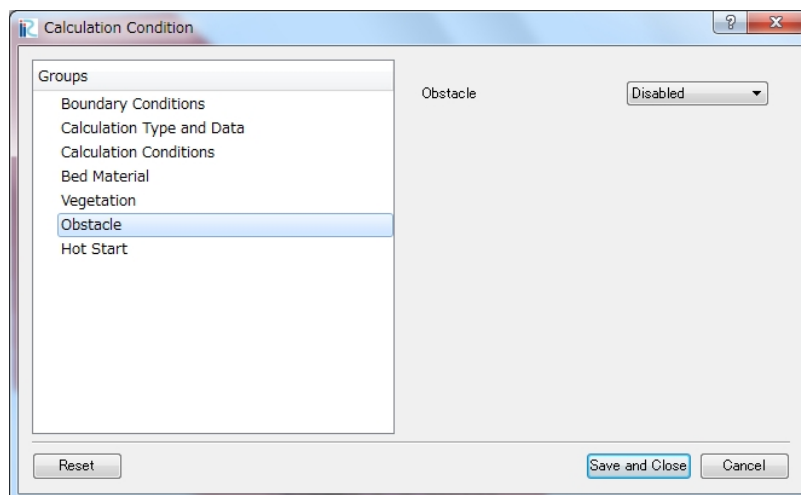 iRC Calculation Condition
Groups
Boundary Conditions
Calculation Type and Data
Calculation Conditions
Bed Material
Vegetation
Obstacle
Hot Start
Obstacle Disabled
Reset Save and Close Cancel